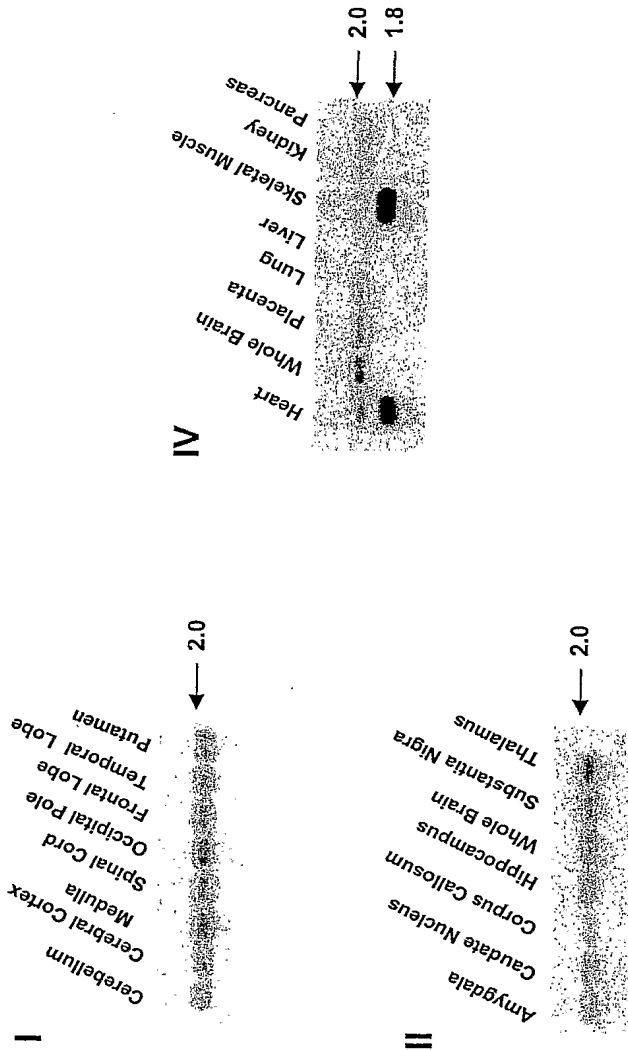 I
Cerebellum
Cerebral Cortex
Medulla
Spinal Cord
Occipital Pole
Frontal Lobe
Temporal Lobe
Putamen
2.0
II
Amygdala
Caudate Nucleus
Corpus Callosum
Hippocampus
Whole Brain
Substantia Nigra
Thalamus
2.0
IV
Heart
Whole Brain
Placenta
Lung
Liver
Skeletal Muscle
Kidney
Pancreas
2.0
1.8